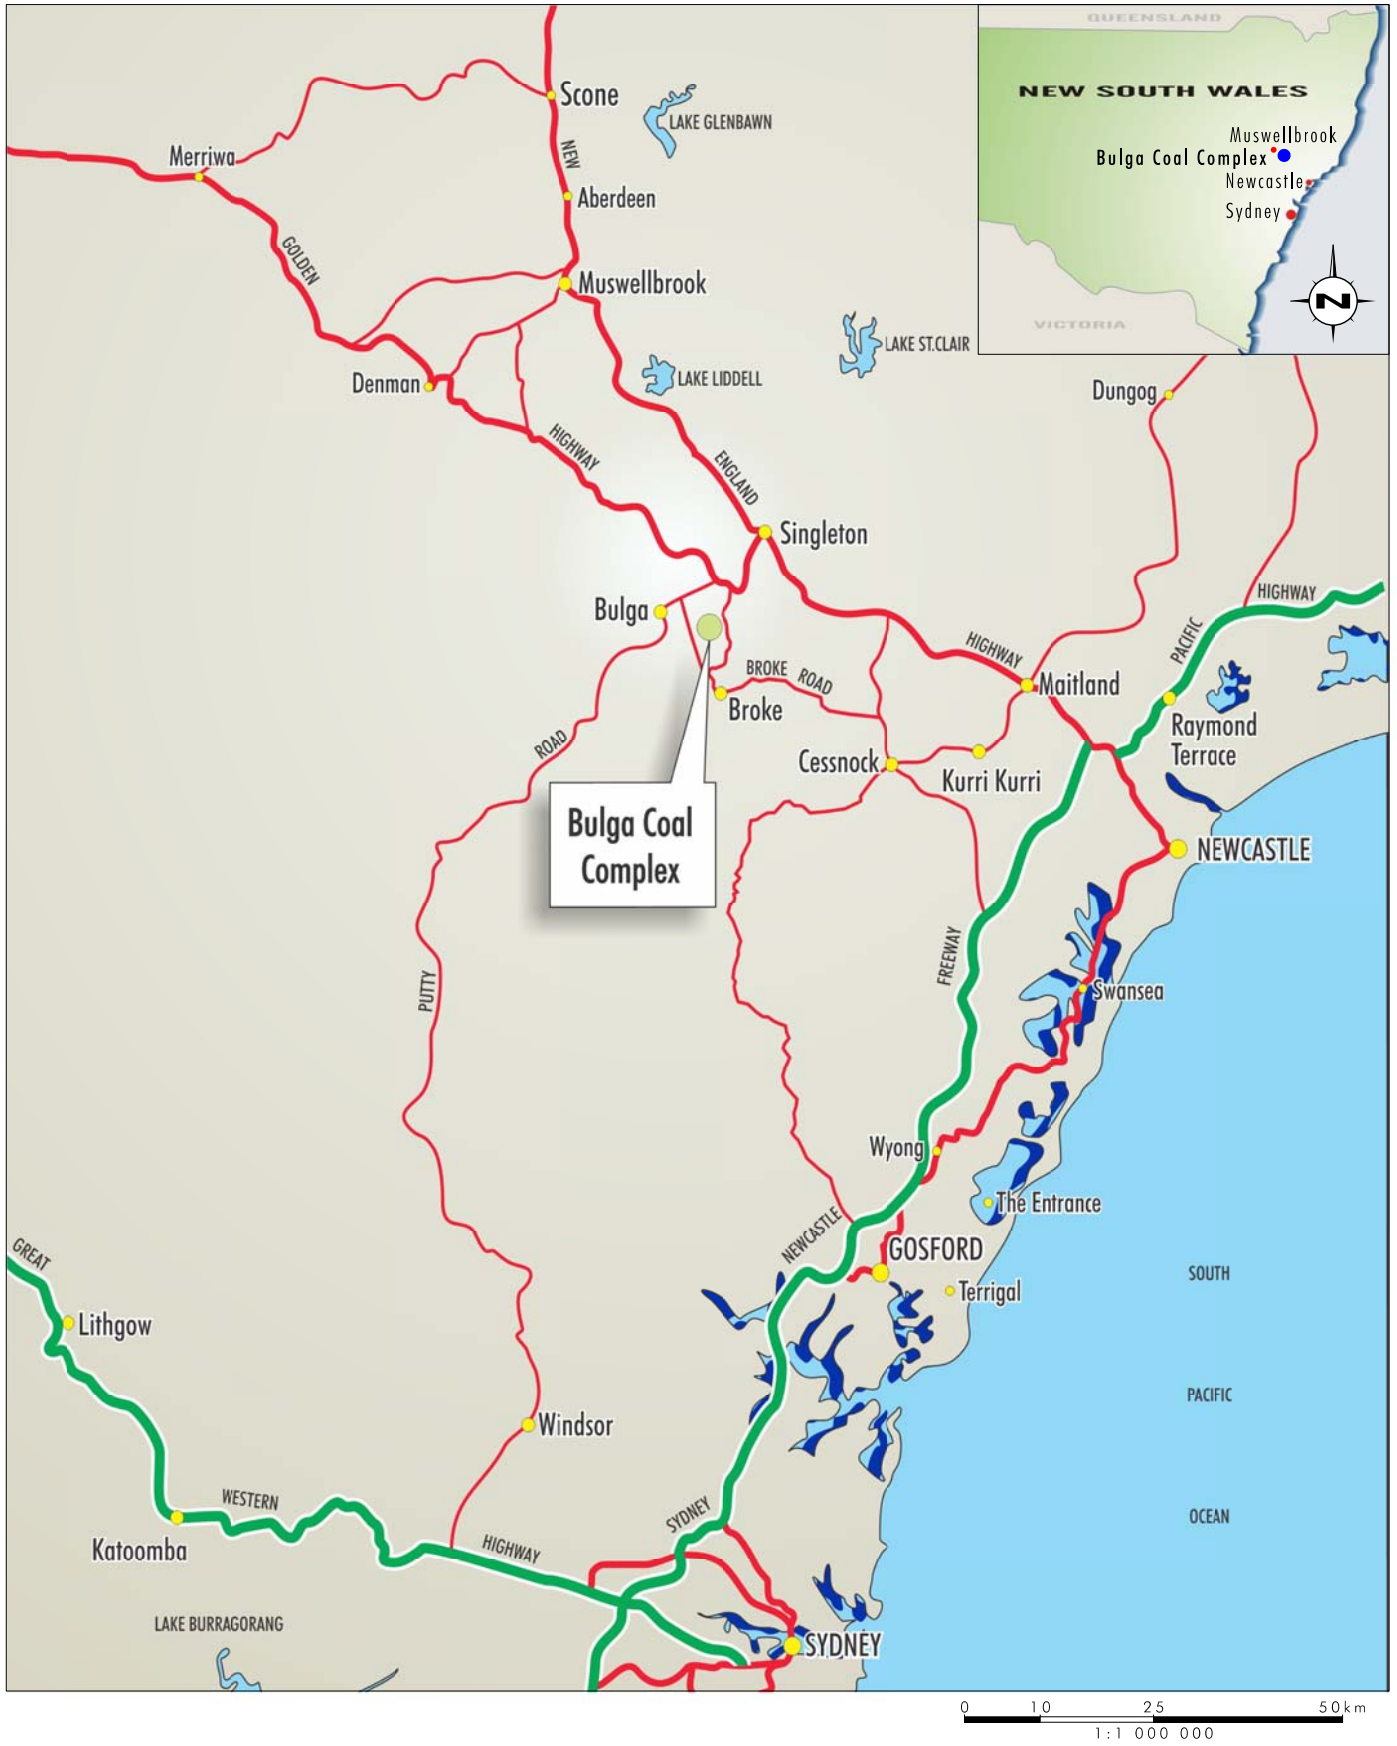 QUEENSLAND
NEW SOUTH WALES
Muswellbrook
Bulga Coal Complex
Newcastle
Sydney
N
VICTORIA
Scone
LAKE GLENBAWN
NEW
Merriwa
Aberdeen
GOLDEN
Muswellbrook
LAKE ST.CLAIR
LAKE LIDDELL
Denman
Dungog
HIGHWAY
ENGLAND
Singleton
Bulga
HIGHWAY
PACIFIC
HIGHWAY
BROKE ROAD
Maitland
Broke
Raymond
Terrace
ROAD
Cessnock
Kurri Kurri
Bulga Coal
Complex
NEWCASTLE
FREEWAY
PUTTY
Swansea
Wyong
The Entrance
NEWCASTLE
GREAT
GOSFORD
SOUTH
Terrigal
Lithgow
PACIFIC
Windsor
WESTERN
SYDNEY
OCEAN
Katoomba
HIGHWAY
LAKE BURRAGORANG
SYDNEY
0 10 25 50km
1:1 000 000